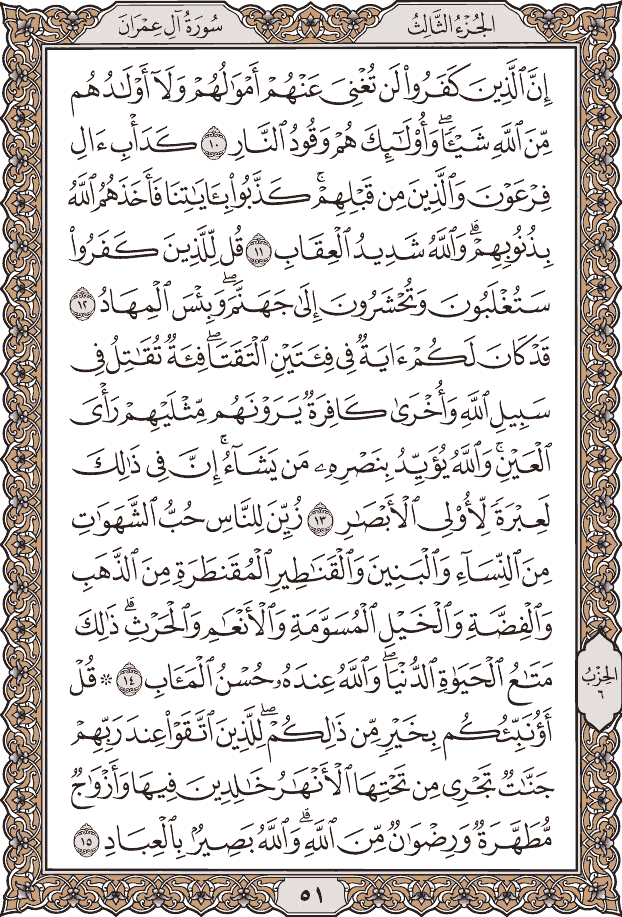 الجُزْءُ الثَّالِثُ
سُورَةُ آلِ عِمْرَانَ
إِنَّ ٱلَّذِينَ كَفَرُواْ لَن تُغْنِىَ عَنْهُمْ أَمْوَٰلُهُمْ وَلَآ أَوْلَٰدُهُم
مِّنَ ٱللَّهِ شَيْـًٔا ۖ وَأُوْلَٰٓئِكَ هُمْ وَقُودُ ٱلنَّارِ ١٠ كَدَأْبِ ءَالِ
فِرْعَوْنَ وَٱلَّذِينَ مِن قَبْلِهِمْ ۚ كَذَّبُواْ بِـَٔايَٰتِنَا فَأَخَذَهُمُ ٱللَّهُ
بِذُنُوبِهِمْ ۗ وَٱللَّهُ شَدِيدُ ٱلْعِقَابِ ١١ قُل لِّلَّذِينَ كَفَرُواْ
سَتُغْلَبُونَ وَتُحْشَرُونَ إِلَىٰ جَهَنَّمَ ۖ وَبِئْسَ ٱلْمِهَادُ ١٢
قَدْ كَانَ لَكُمْ ءَايَةٌ فِى فِئَتَيْنِ ٱلْتَقَتَا ۖ فِئَةٌ تُقَٰتِلُ فِى
سَبِيلِ ٱللَّهِ وَأُخْرَىٰ كَافِرَةٌ يَرَوْنَهُم مِّثْلَيْهِمْ رَأْىَ
ٱلْعَيْنِ ۚ وَٱللَّهُ يُؤَيِّدُ بِنَصْرِهِۦ مَن يَشَآءُ ۗ إِنَّ فِى ذَٰلِكَ
لَعِبْرَةً لِّأُوْلِى ٱلْأَبْصَٰرِ ١٣ زُيِّنَ لِلنَّاسِ حُبُّ ٱلشَّهَوَٰتِ
مِنَ ٱلنِّسَآءِ وَٱلْبَنِينَ وَٱلْقَنَٰطِيرِ ٱلْمُقَنطَرَةِ مِنَ ٱلذَّهَبِ
وَٱلْفِضَّةِ وَٱلْخَيْلِ ٱلْمُسَوَّمَةِ وَٱلْأَنْعَٰمِ وَٱلْحَرْثِ ۗ ذَٰلِكَ
مَتَٰعُ ٱلْحَيَوٰةِ ٱلدُّنْيَا ۖ وَٱللَّهُ عِندَهُۥ حُسْنُ ٱلْمَـَٔابِ ١٤ ۞ قُلْ
أَؤُنَبِّئُكُم بِخَيْرٍ مِّن ذَٰلِكُمْ ۖ لِلَّذِينَ ٱتَّقَوْاْ عِندَ رَبِّهِمْ
جَنَّٰتٌ تَجْرِى مِن تَحْتِهَا ٱلْأَنْهَٰرُ خَٰلِدِينَ فِيهَا وَأَزْوَٰجٌ
مُّطَهَّرَةٌ وَرِضْوَٰنٌ مِّنَ ٱللَّهِ ۗ وَٱللَّهُ بَصِيرٌۢ بِٱلْعِبَادِ ١٥
الحِزْبُ
٦
٥١